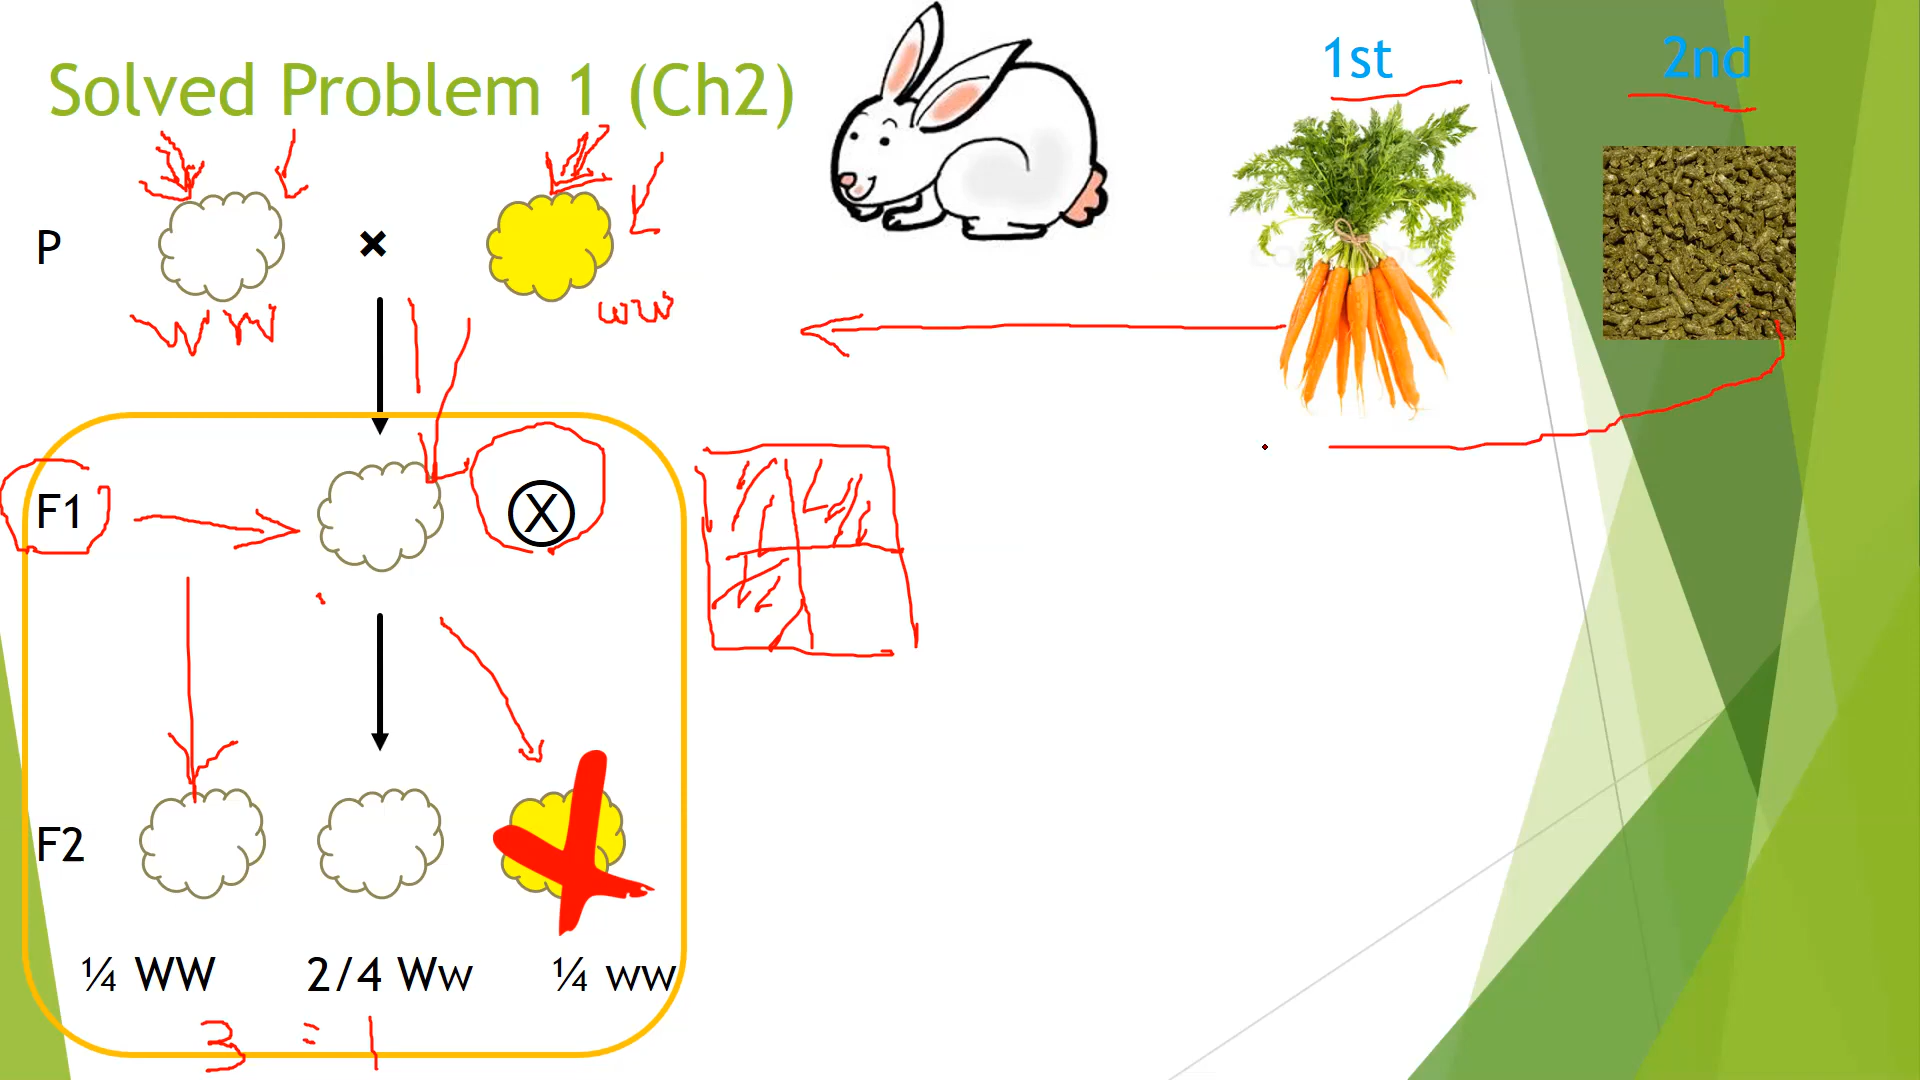 Solved Problem 1 (Ch2)
1st
2nd
P
×
W W
ww
F1
X
F2
¼ WW
2/4 Ww
¼ ww
3 : 1